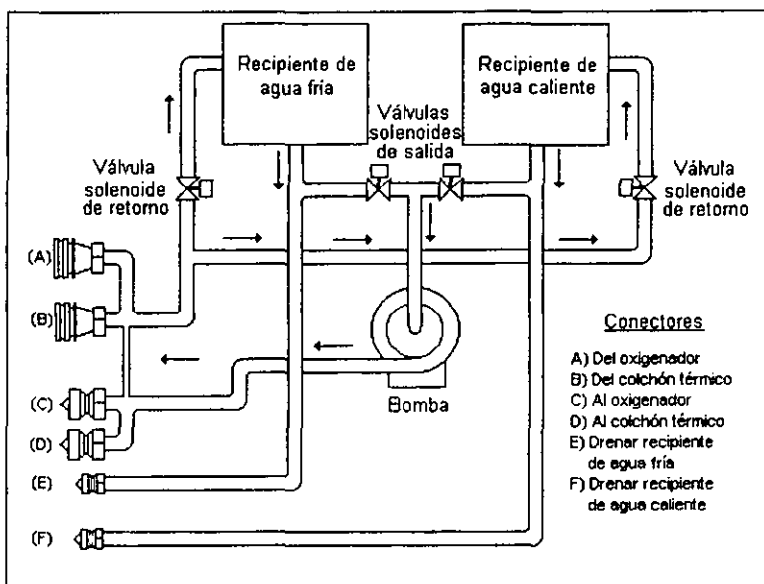 Recipiente de
agua fría
Recipiente de
agua caliente
Válvulas
solenoides
de salida
Válvula
solenoide
de retorno
Válvula
solenoide
de retorno
(A)
(B)
(C)
(D)
(E)
(F)
Bomba
Conectores
A) Del oxigenador
B) Del colchón térmico
C) Al oxigenador
D) Al colchón térmico
E) Drenar recipiente
de agua fría
F) Drenar recipiente
de agua caliente